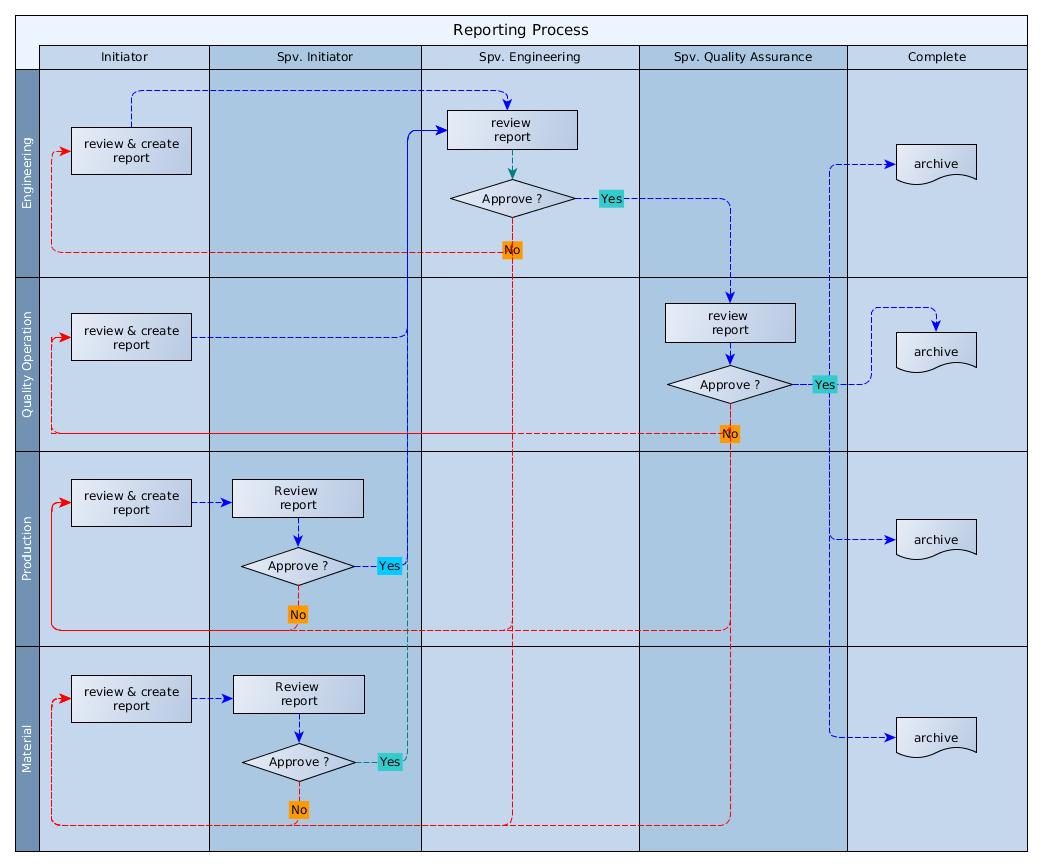 Reporting Process
Initiator
Spv. Initiator
Spv. Engineering
Spv. Quality Assurance
Complete
Engineering
review & create
report
review
report
Approve ?
Yes
No
archive
Quality Operation
review & create
report
review
report
Approve ?
Yes
No
archive
Production
review & create
report
Review
report
Approve ?
Yes
No
archive
Material
review & create
report
Review
report
Approve ?
Yes
No
archive